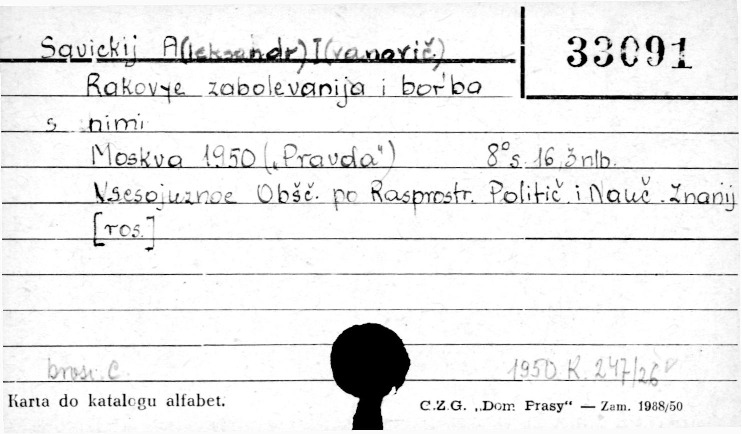 Savickij A(leksandr) I(vanovič)
33091
Rakovye zabolevanija i bor'ba
s nimi
Moskva 1950 („Pravda") 8° s. 16, 3 nlb.
Vsesojuznoe Obšč. po Rasprostr. Politič. i Nauč. Znanij
[ros.]
brosz. C. 1950 K. 247/26
Karta do katalogu alfabet.
C.Z.G. „Dom Prasy" — Zam. 1988/50